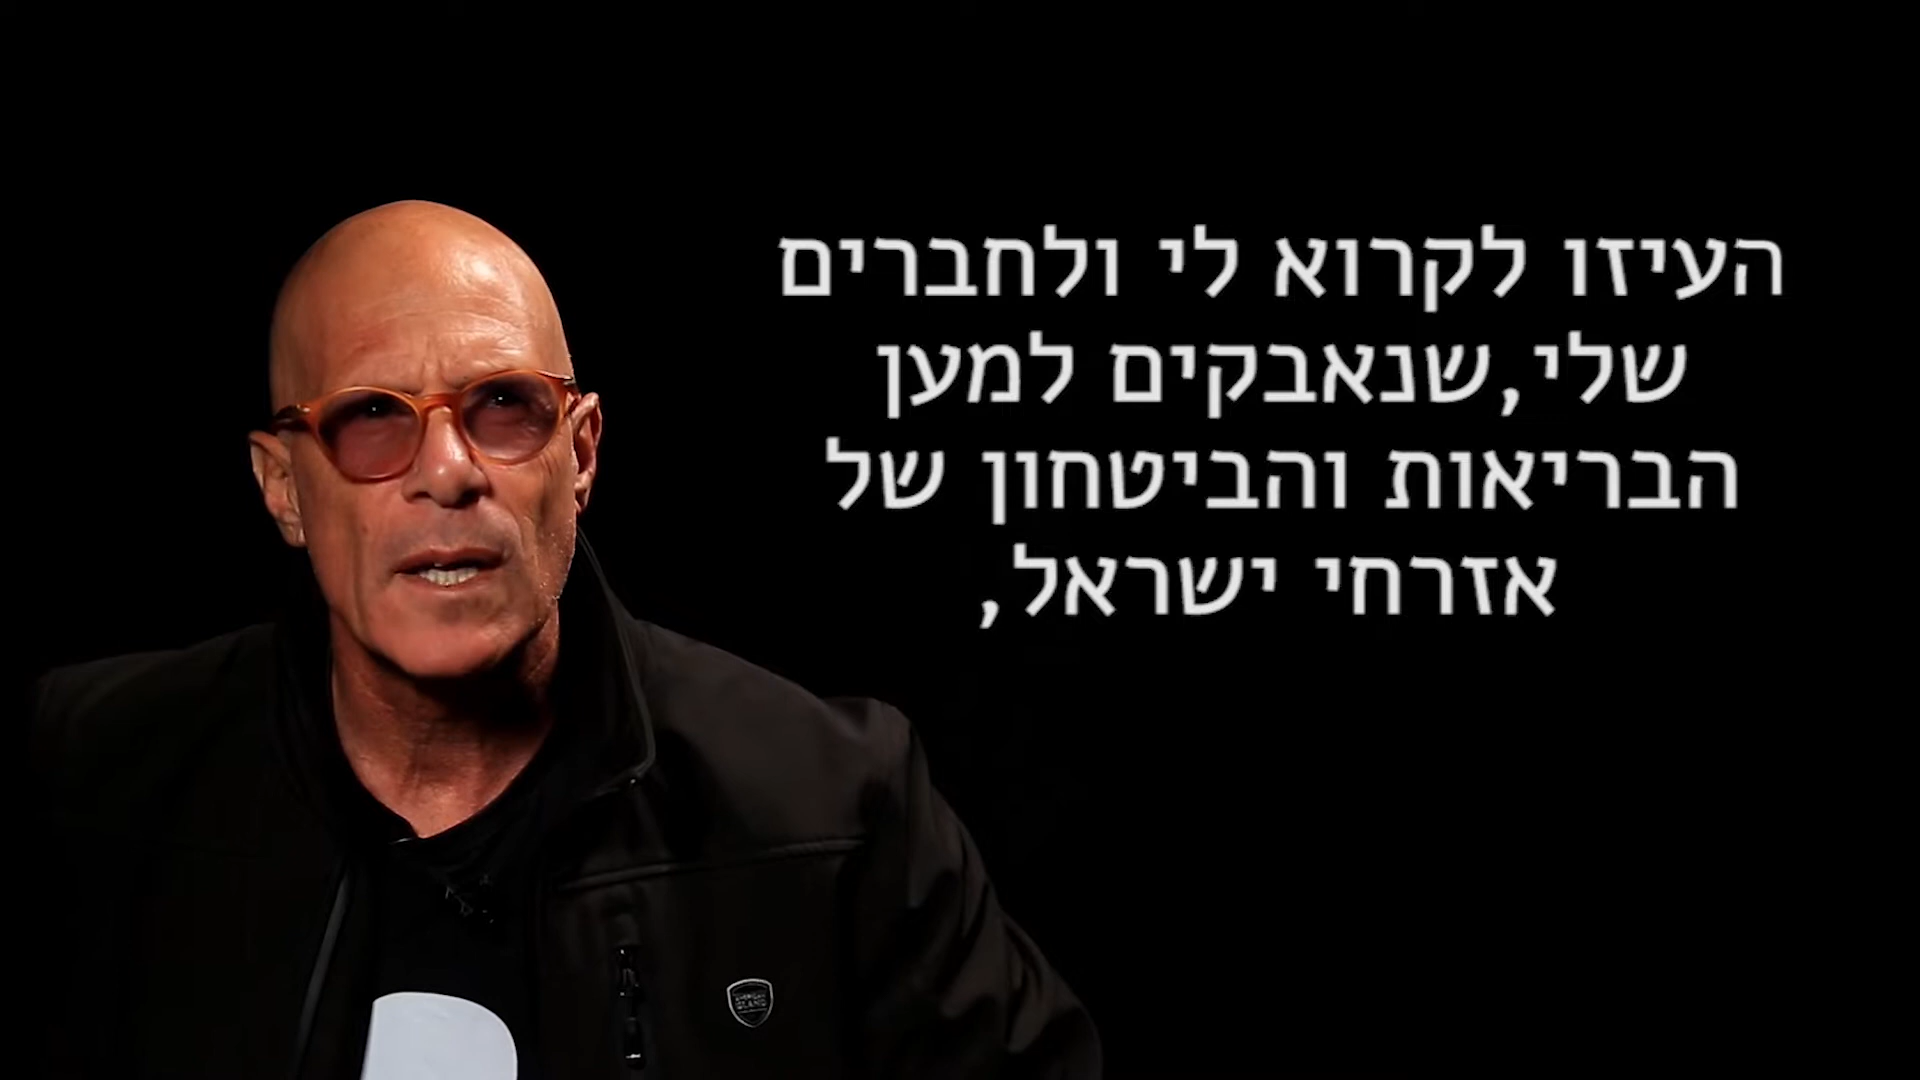 העיזו לקרוא לי ולחברים
שלי,שנאבקים למען
הבריאות והביטחון של
אזרחי ישראל,